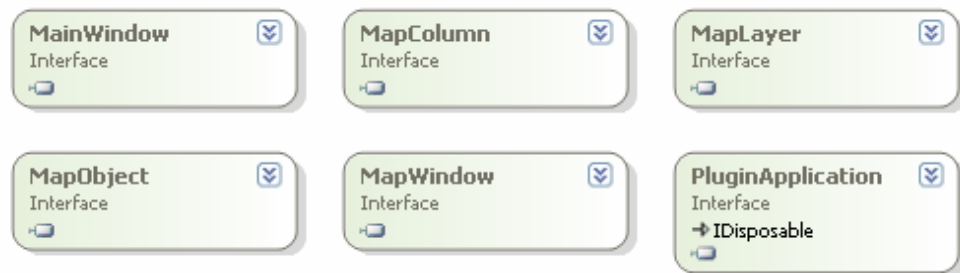 MainWindow
Interface
MapColumn
Interface
MapLayer
Interface
MapObject
Interface
MapWindow
Interface
PluginApplication
Interface
IDisposable